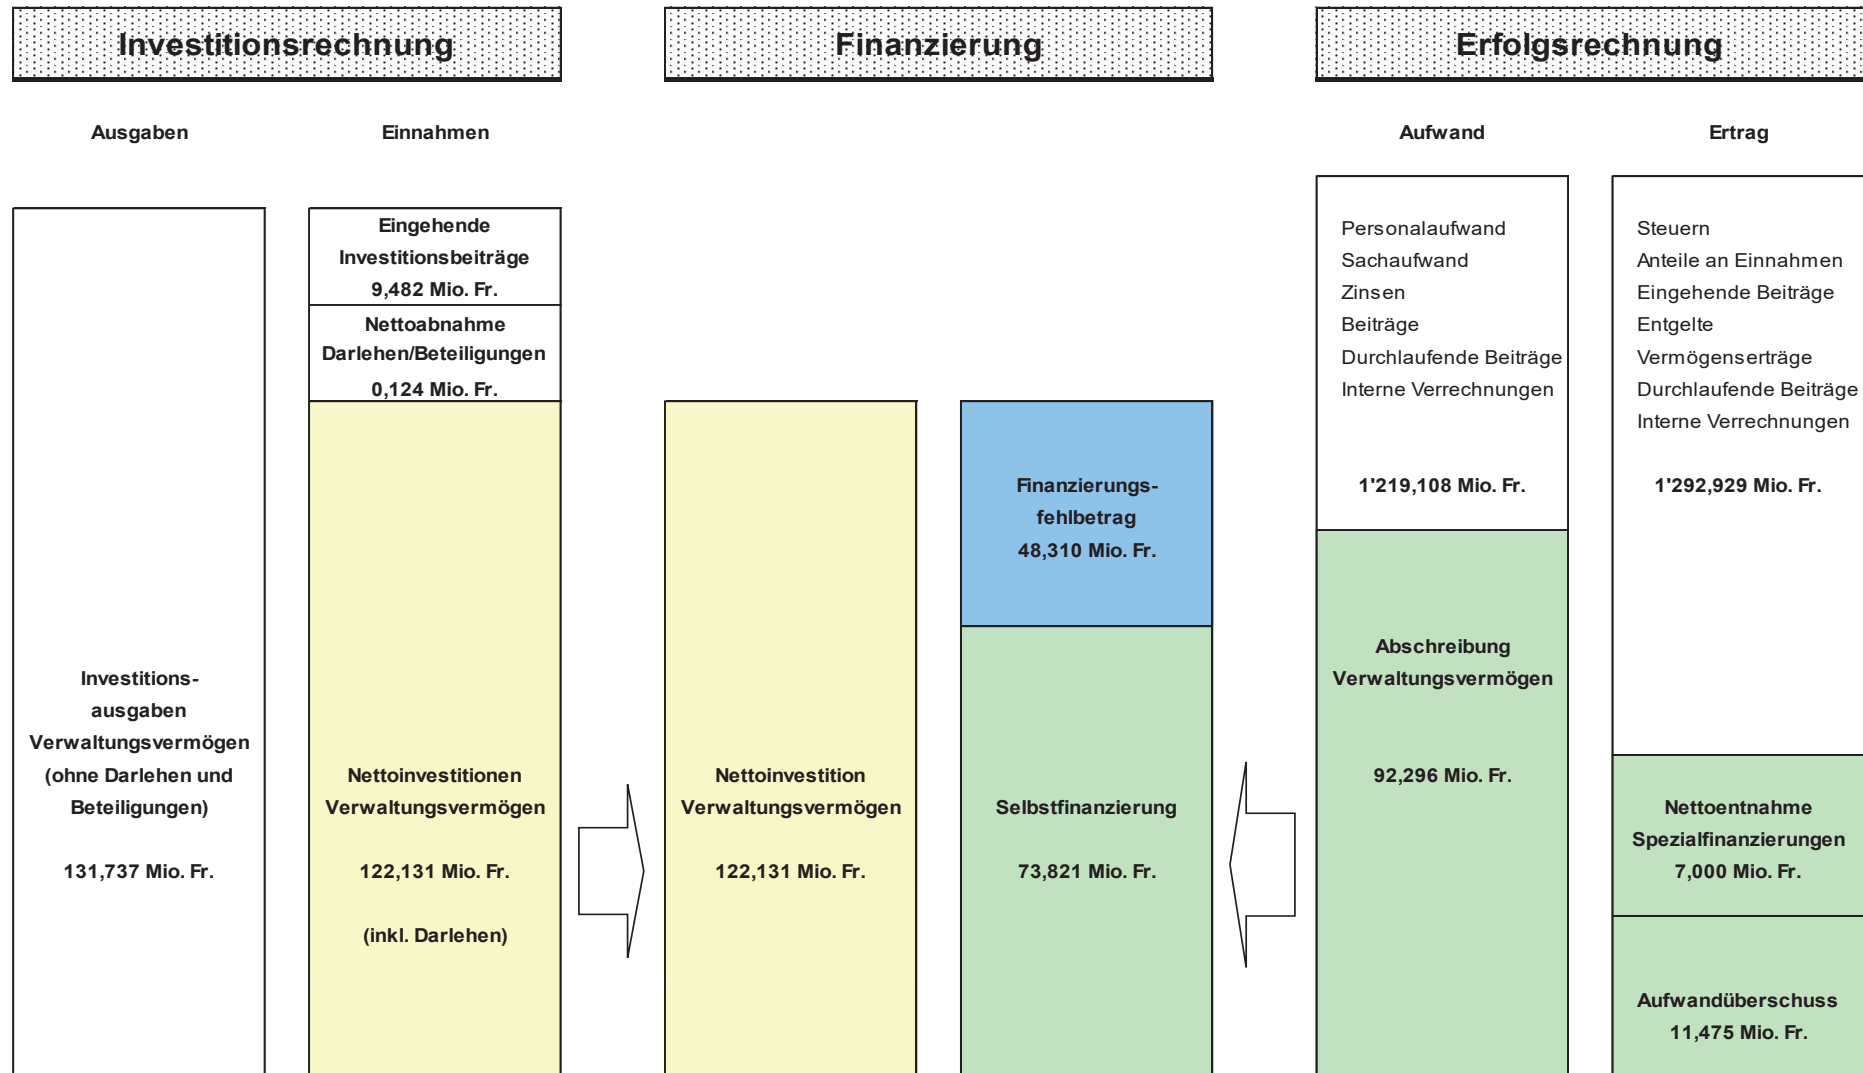 Investitionsrechnung
Finanzierung
Erfolgsrechnung
Ausgaben
Einnahmen
Aufwand
Ertrag
Investitions-
ausgaben
Verwaltungsvermögen
(ohne Darlehen und
Beteiligungen)
131,737 Mio. Fr.
Eingehende
Investitionsbeiträge
9,482 Mio. Fr.
Nettoabnahme
Darlehen/Beteiligungen
0,124 Mio. Fr.
Nettoinvestitionen
Verwaltungsvermögen
122,131 Mio. Fr.
(inkl. Darlehen)
Nettoinvestition
Verwaltungsvermögen
122,131 Mio. Fr.
Finanzierungs-
fehlbetrag
48,310 Mio. Fr.
Selbstfinanzierung
73,821 Mio. Fr.
Personalaufwand
Sachaufwand
Zinsen
Beiträge
Durchlaufende Beiträge
Interne Verrechnungen
1'219,108 Mio. Fr.
Abschreibung
Verwaltungsvermögen
92,296 Mio. Fr.
Steuern
Anteile an Einnahmen
Eingehende Beiträge
Entgelte
Vermögenserträge
Durchlaufende Beiträge
Interne Verrechnungen
1'292,929 Mio. Fr.
Nettoentnahme
Spezialfinanzierungen
7,000 Mio. Fr.
Aufwandüberschuss
11,475 Mio. Fr.